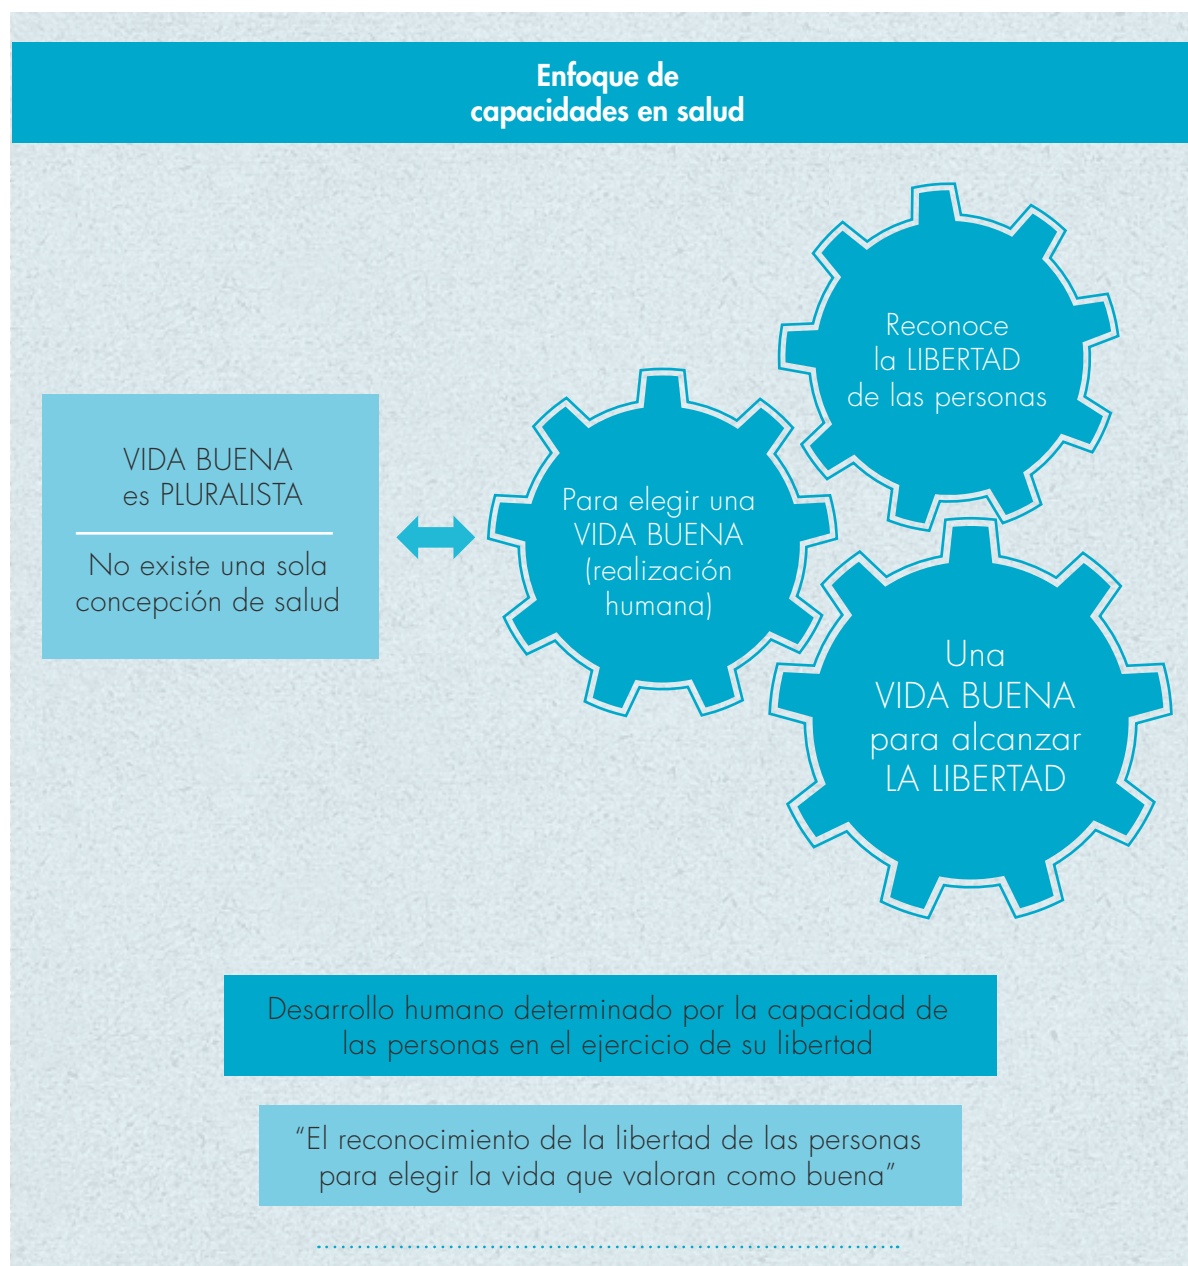 Enfoque de
capacidades en salud
Reconoce
la LIBERTAD
de las personas
VIDA BUENA
es PLURALISTA
No existe una sola
concepción de salud
Para elegir una
VIDA BUENA
(realización
humana)
Una
VIDA BUENA
para alcanzar
LA LIBERTAD
Desarrollo humano determinado por la capacidad de
las personas en el ejercicio de su libertad
“El reconocimiento de la libertad de las personas
para elegir la vida que valoran como buena”